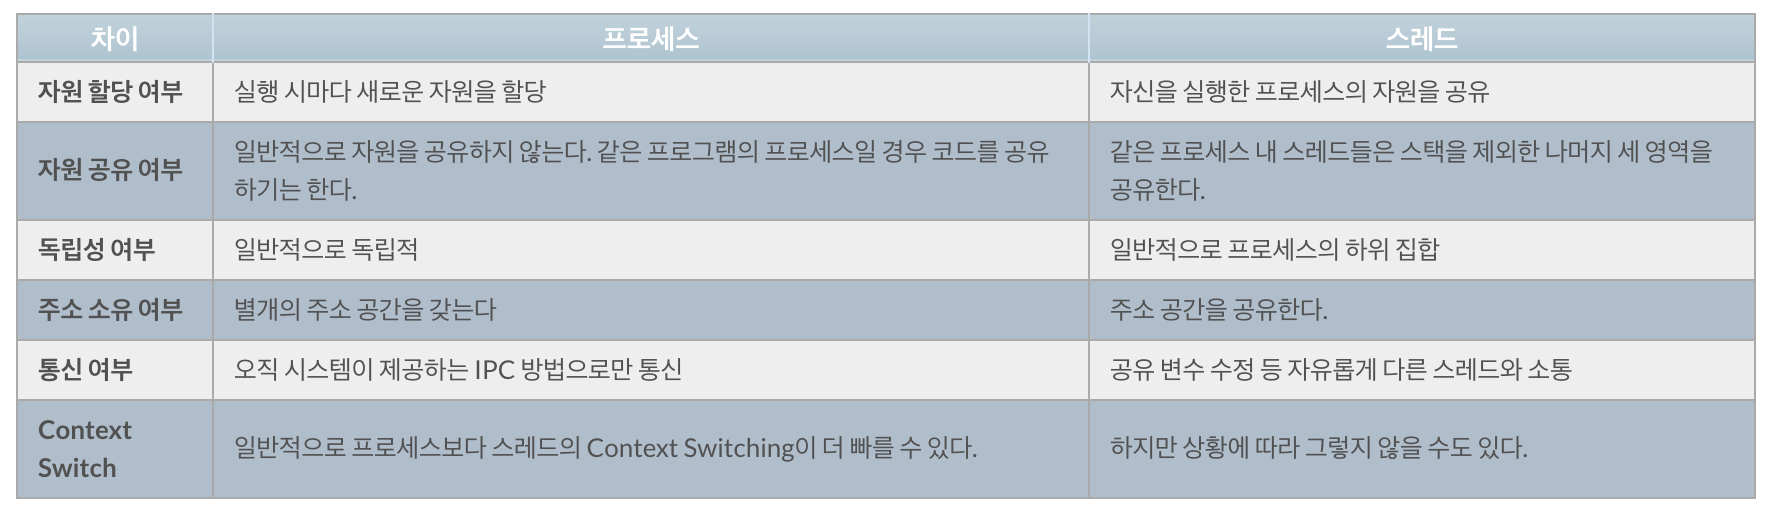 차이
프로세스
스레드
자원 할당 여부
실행 시마다 새로운 자원을 할당
자신을 실행한 프로세스의 자원을 공유
자원 공유 여부
일반적으로 자원을 공유하지 않는다. 같은 프로그램의 프로세스일 경우 코드를 공유
하기는 한다.
같은 프로세스 내 스레드들은 스택을 제외한 나머지 세 영역을
공유한다.
독립성 여부
일반적으로 독립적
일반적으로 프로세스의 하위 집합
주소 소유 여부
별개의 주소 공간을 갖는다
주소 공간을 공유한다.
통신 여부
오직 시스템이 제공하는 IPC 방법으로만 통신
공유 변수 수정 등 자유롭게 다른 스레드와 소통
Context
Switch
일반적으로 프로세스보다 스레드의 Context Switching이 더 빠를 수 있다.
하지만 상황에 따라 그렇지 않을 수도 있다.